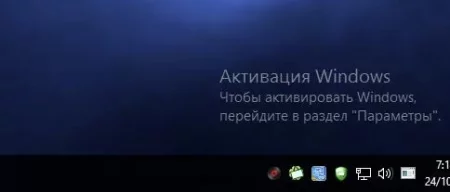 Активация Windows
Чтобы активировать Windows,
перейдите в раздел "Параметры".